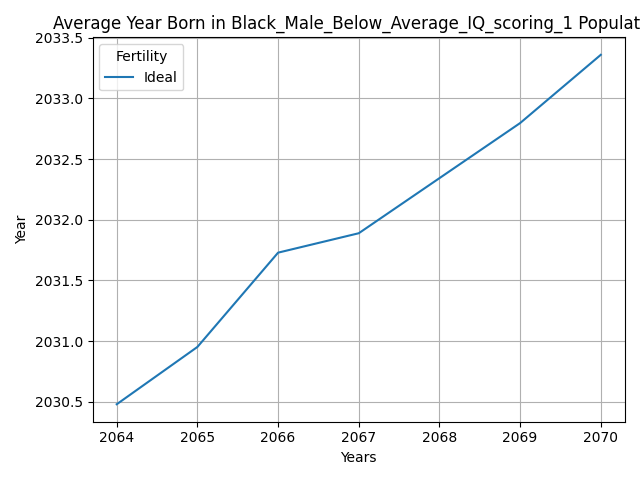 Average Year Born in Black_Male_Below_Average_IQ_scoring_1 Populat
2033.5
2033.0
2032.5
2032.0
2031.5
2031.0
2030.5
Year
Fertility
Ideal
2064 2065 2066 2067 2068 2069 2070
Years